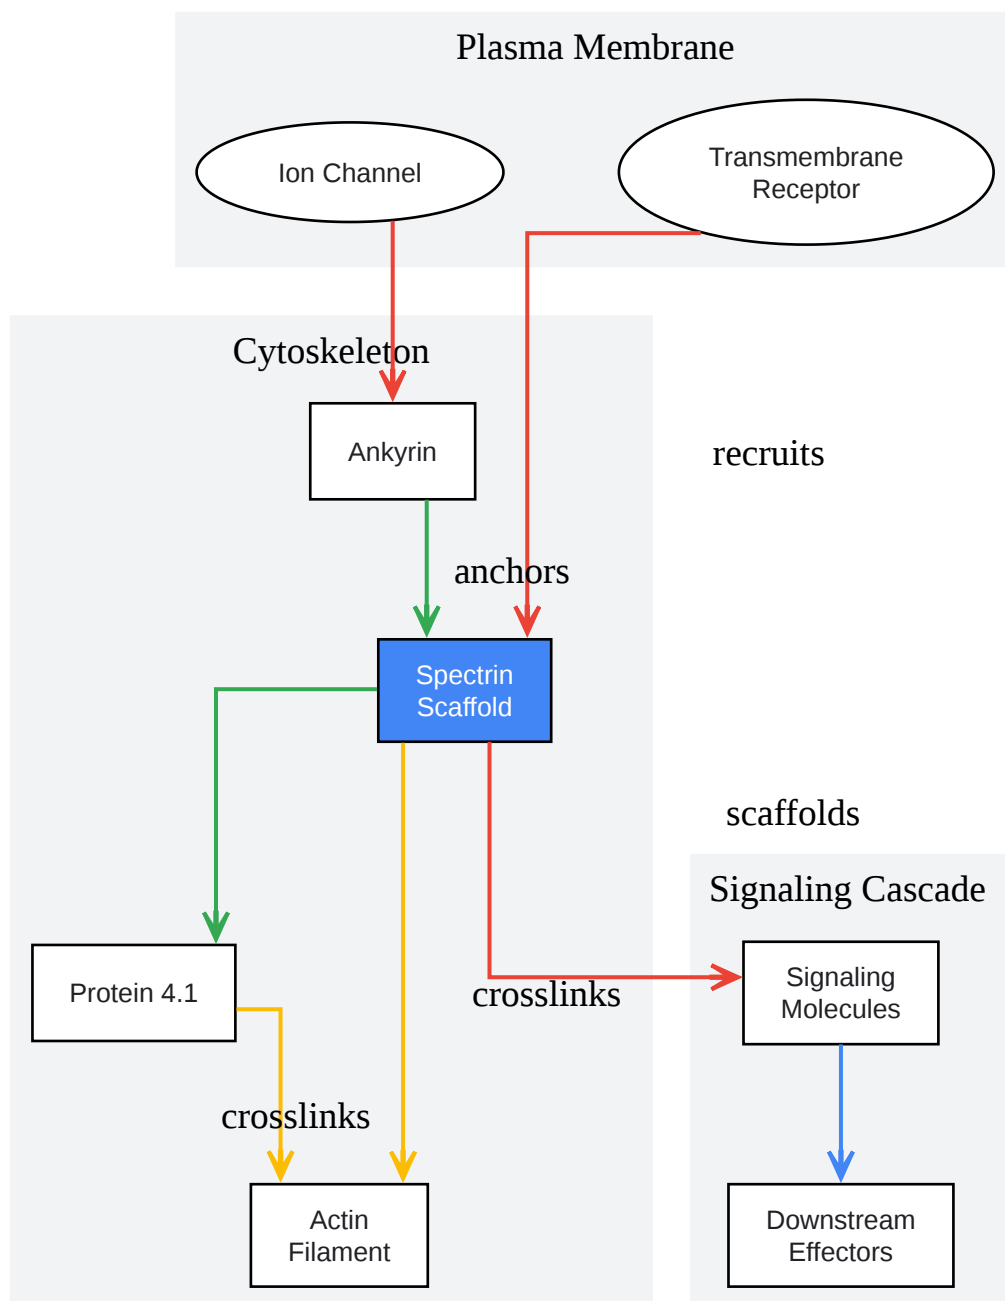 Plasma Membrane
Ion Channel
Transmembrane
Receptor
Cytoskeleton
Ankyrin
recruits
anchors
Spectrin
Scaffold
scaffolds
Signaling Cascade
Protein 4.1
crosslinks
Signaling
Molecules
crosslinks
Actin
Filament
Downstream
Effectors